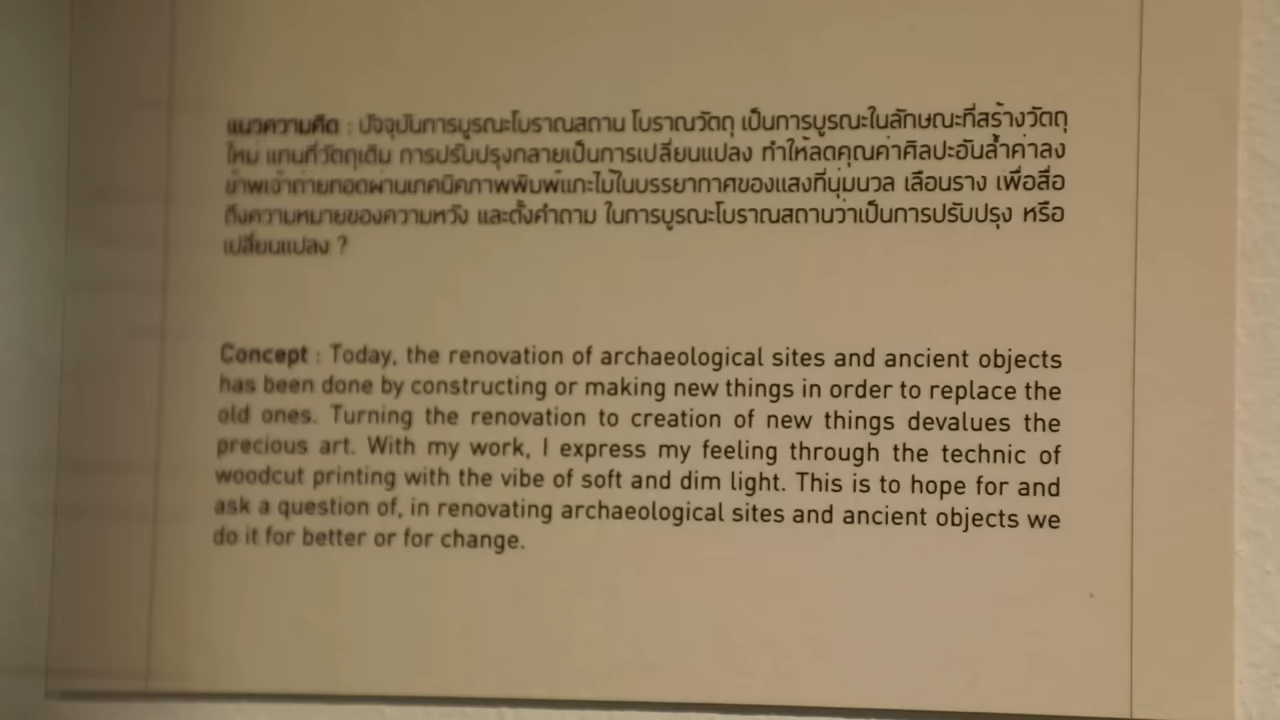 แนวความคิด : ปัจจุบันการบูรณะโบราณสถาน โบราณวัตถุ เป็นการบูรณะในลักษณะที่สร้างวัตถุ
ใหม่ แทนที่วัตถุเดิม การปรับปรุงกลายเป็นการเปลี่ยนแปลง ทำให้ลดคุณค่าศิลปะอันล้ำค่าลง
ข้าพเจ้าถ่ายทอดผ่านเทคนิคภาพพิมพ์แกะไม้ในบรรยากาศของแสงที่นุ่มนวล เลือนราง เพื่อสื่อ
ถึงความหมายของความหวัง และตั้งคำถาม ในการบูรณะโบราณสถานว่าเป็นการปรับปรุง หรือ
เปลี่ยนแปลง ?
Concept : Today, the renovation of archaeological sites and ancient objects
has been done by constructing or making new things in order to replace the
old ones. Turning the renovation to creation of new things devalues the
precious art. With my work, I express my feeling through the technic of
woodcut printing with the vibe of soft and dim light. This is to hope for and
ask a question of, in renovating archaeological sites and ancient objects we
do it for better or for change.